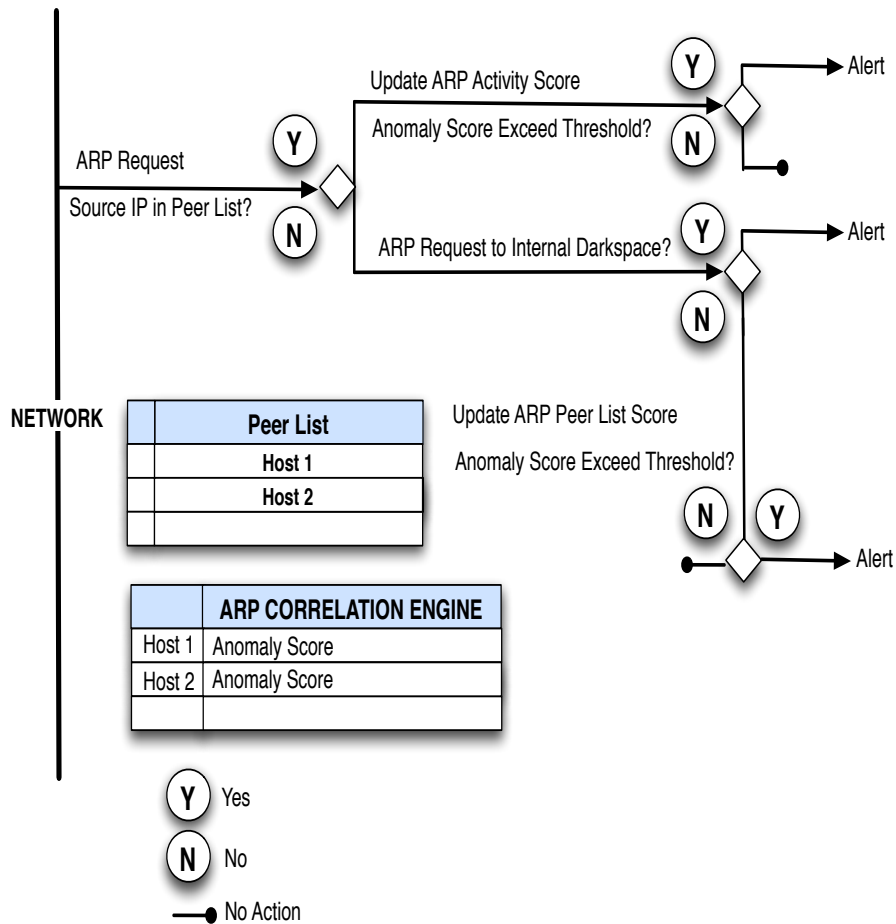 Y
Alert
Update ARP Activity Score
Anomaly Score Exceed Threshold?
N
Y
ARP Request
Source IP in Peer List?
N
Y
Alert
ARP Request to Internal Darkspace?
N
NETWORK
Peer List
Host 1
Host 2
Update ARP Peer List Score
Anomaly Score Exceed Threshold?
N
Y
Alert
ARP CORRELATION ENGINE
Host 1 Anomaly Score
Host 2 Anomaly Score
Y Yes
N No
No Action